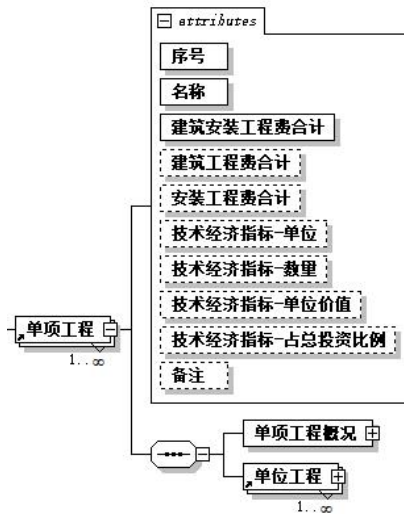 attributes
序号
名称
建筑安装工程费合计
建筑工程费合计
安装工程费合计
技术经济指标-单位
技术经济指标-数量
技术经济指标-单位价值
技术经济指标-占总投资比例
备注
单项工程
1..∞
单项工程概况
单位工程
1..∞